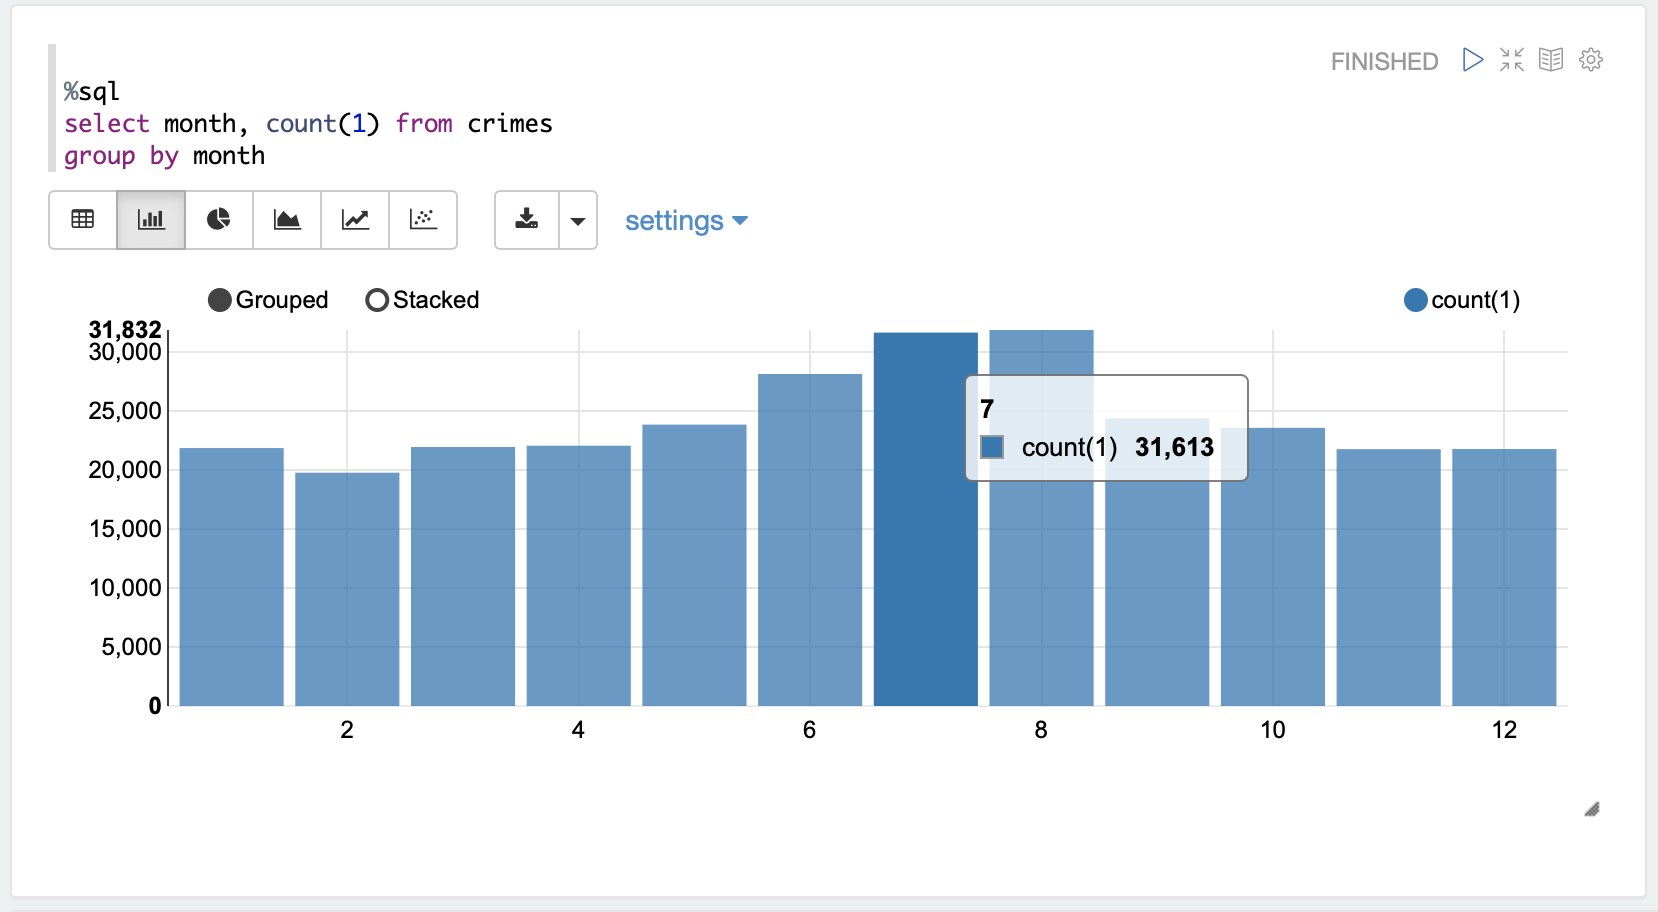 FINISHED
%sql
select month, count(1) from crimes
group by month
settings
Grouped Stacked count(1)
31,832
30,000
25,000
20,000
15,000
10,000
5,000
0
7
count(1) 31,613
2 4 6 8 10 12